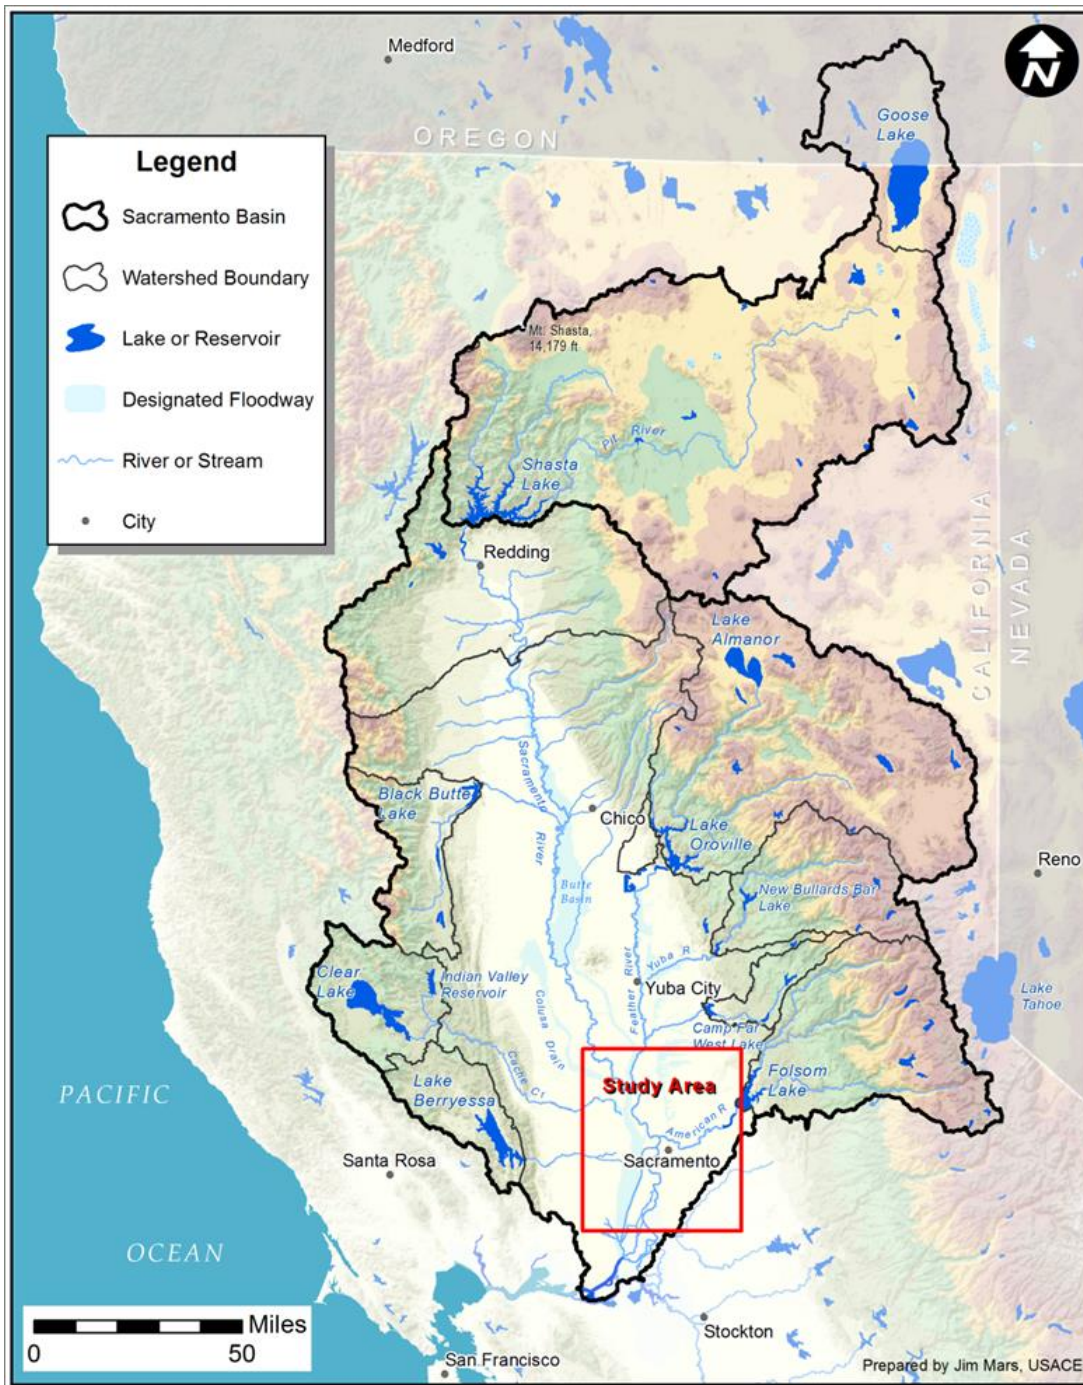 Medford
OREGON
Goose
Lake
N
Legend
Sacramento Basin
Watershed Boundary
Lake or Reservoir
Designated Floodway
River or Stream
City
Mt. Shasta,
14,179 ft
Pit River
Shasta
Lake
Redding
CALIFORNIA
NEVADA
Lake
Almanor
Sacramento River
Black Butte
Lake
Chico
Lake
Oroville
Reno
Butte
Basin
New Bullards Bar
Lake
Feather River
Yuba R
Clear
Lake
Indian Valley
Reservoir
Yuba City
Lake
Tahoe
Colusa Drain
Camp Far
West Lake
Cache Cr
Lake
Berryessa
Study Area
Folsom
Lake
American R
PACIFIC
Santa Rosa
Sacramento
OCEAN
Miles
0 50
Stockton
San Francisco
Prepared by Jim Mars, USACE